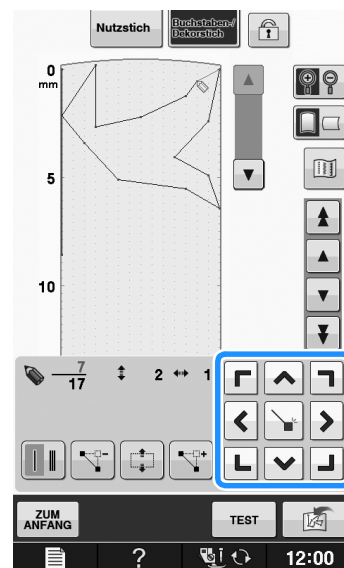 Nutzstich
Buchstaben-/
Dekorstich
0
mm
5
10
7
17
2
1
ZUM
ANFANG
TEST
?
12:00